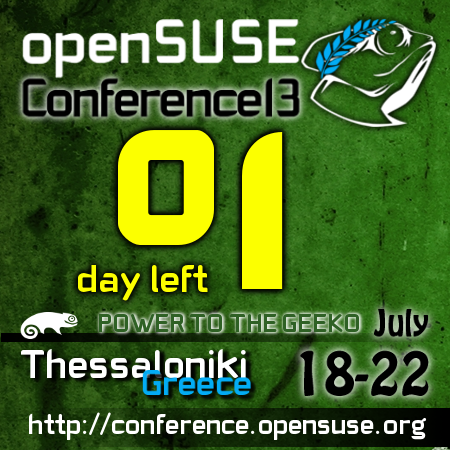 openSUSE
Conference13
01
day left
POWER TO THE GEEKO
July
Thessaloniki
Greece
18-22
http://conference.opensuse.org